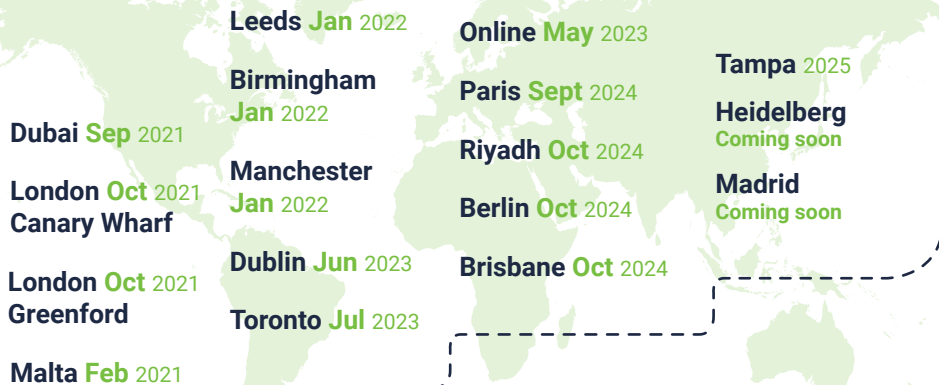 Dubai Sep 2021
London Oct 2021
Canary Wharf
London Oct 2021
Greenford
Malta Feb 2021
Leeds Jan 2022
Birmingham
Jan 2022
Manchester
Jan 2022
Dublin Jun 2023
Toronto Jul 2023
Online May 2023
Paris Sept 2024
Riyadh Oct 2024
Berlin Oct 2024
Brisbane Oct 2024
Tampa 2025
Heidelberg
Coming soon
Madrid
Coming soon